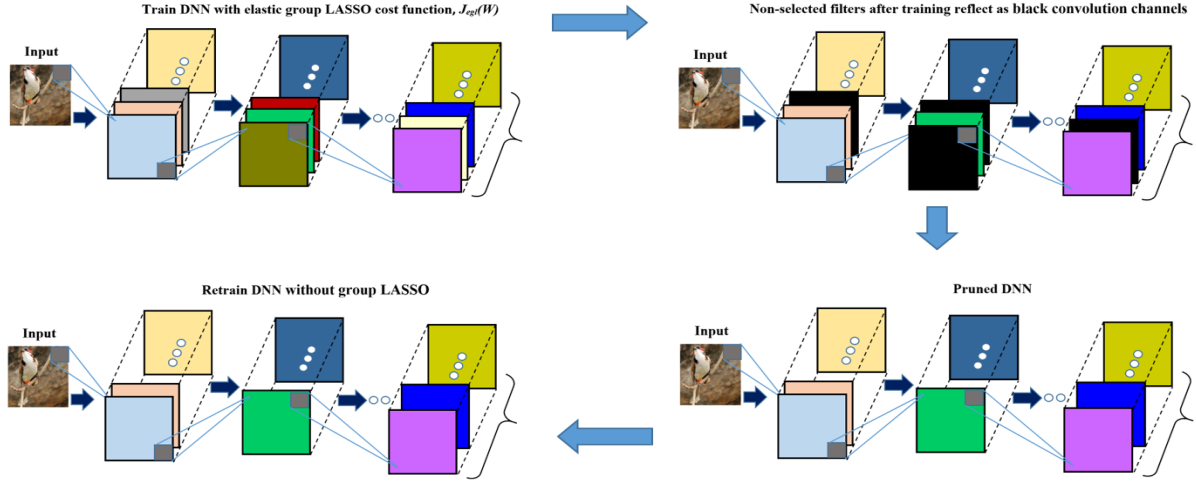 Train DNN with elastic group LASSO cost function, J_egl(W)
Non-selected filters after training reflect as black convolution channels
Input
Input
Retrain DNN without group LASSO
Pruned DNN
Input
Input